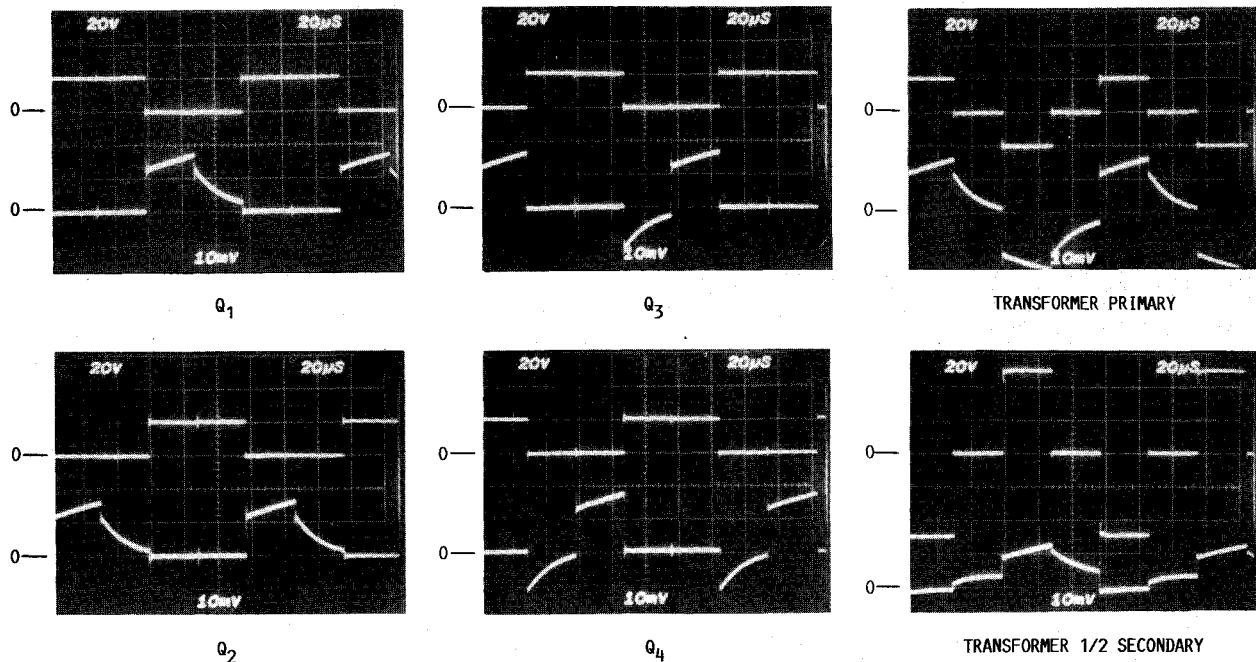 20V 20µS
0
0
10mV
Q1
20V 20µS
0
0
10mV
Q3
20V 20µS
0
0
10mV
TRANSFORMER PRIMARY
20V 20µS
0
0
10mV
Q2
20V 20µS
0
0
10mV
Q4
20V 20µS
0
0
10mV
TRANSFORMER 1/2 SECONDARY